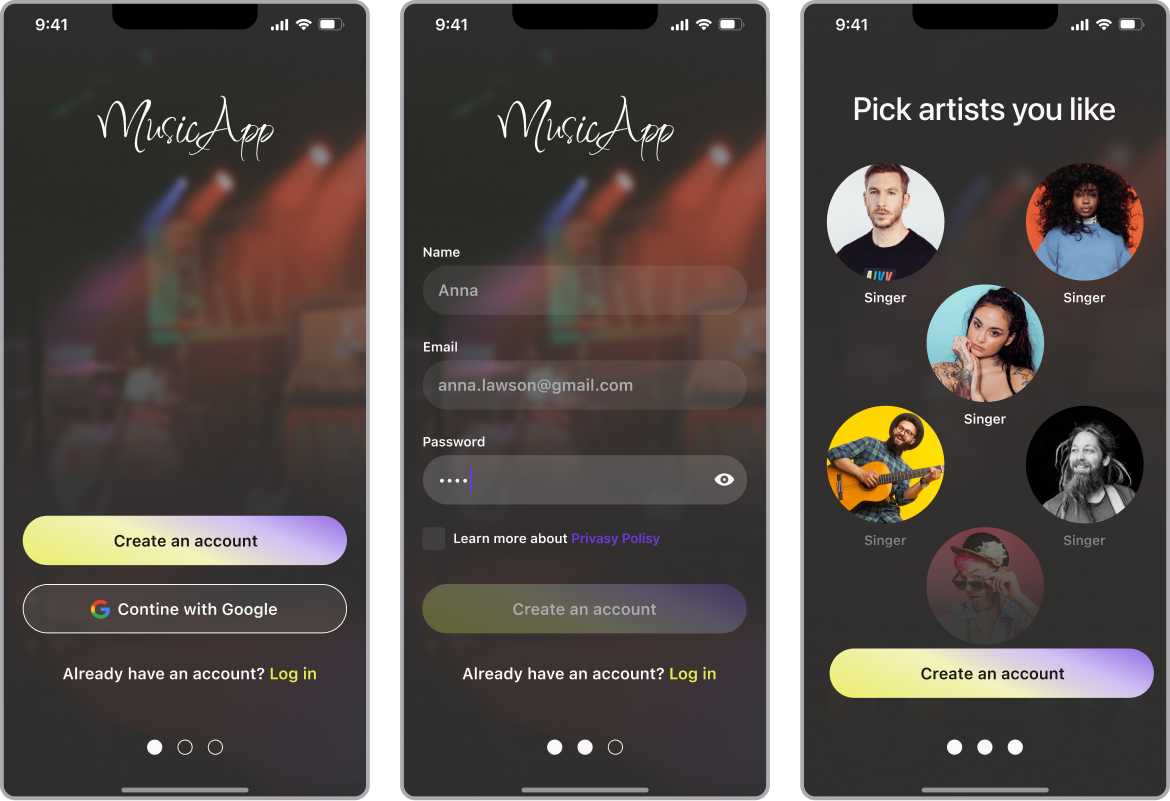 9:41
MusicApp
Create an account
Contine with Google
Already have an account? Log in
9:41
MusicApp
Name
Anna
Email
anna.lawson@gmail.com
Password
••••
Learn more about Privasy Polisy
Create an account
Already have an account? Log in
9:41
Pick artists you like
Singer
Singer
Singer
Singer
Singer
Create an account